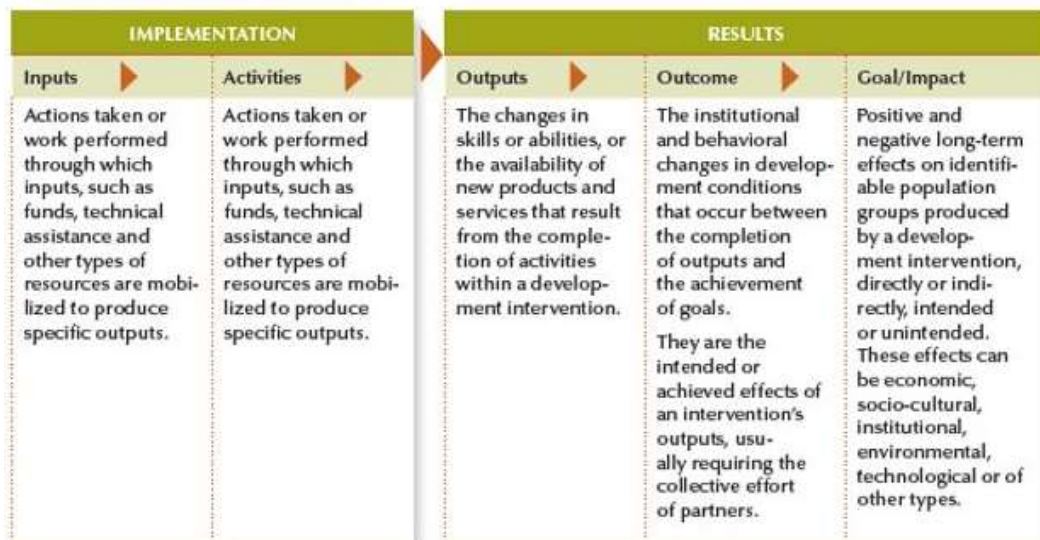 IMPLEMENTATION
Inputs
Activities
Actions taken or
work performed
through which
inputs, such as
funds, technical
assistance and
other types of
resources are mobi-
lized to produce
specific outputs.
Actions taken or
work performed
through which
inputs, such as
funds, technical
assistance and
other types of
resources are mobi-
lized to produce
specific outputs.
RESULTS
Outputs
Outcome
Goal/Impact
The changes in
skills or abilities, or
the availability of
new products and
services that result
from the comple-
tion of activities
within a develop-
ment intervention.
The institutional
and behavioral
changes in develop-
ment conditions
that occur between
the completion
of outputs and
the achievement
of goals.
They are the
intended or
achieved effects of
an intervention's
outputs, usu-
ally requiring the
collective effort
of partners.
Positive and
negative long-term
effects on identifi-
able population
groups produced
by a develop-
ment intervention,
directly or indi-
rectly, intended
or unintended.
These effects can
be economic,
socio-cultural,
institutional,
environmental,
technological or of
other types.